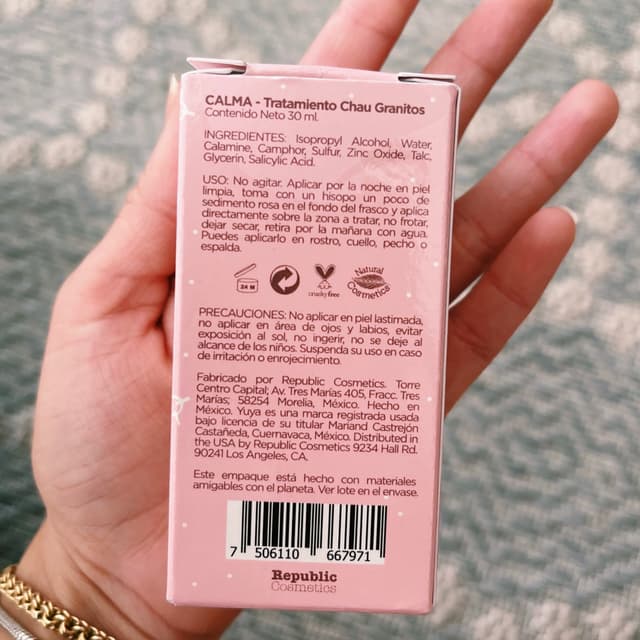 CALMA - Tratamiento Chau Granitos
Contenido Neto 30 ml.
INGREDIENTES: Isopropyl Alcohol, Water,
Calamine, Camphor, Sulfur, Zinc Oxide, Talc,
Glycerin, Salicylic Acid.
USO: No agitar. Aplicar por la noche en piel
limpia, toma con un hisopo un poco de
sedimento rosa en el fondo del frasco y aplica
directamente sobre la zona a tratar, no frotar,
dejar secar, retira por la mañana con agua.
Puedes aplicarlo en rostro, cuello, pecho o
espalda.
24 M
cruelty free
Natural
Cosmetics
PRECAUCIONES: No aplicar en piel lastimada,
no aplicar en área de ojos y labios, evitar
exposición al sol, no ingerir, no se deje al
alcance de los niños. Suspenda su uso en caso
de irritación o enrojecimiento.
Fabricado por Republic Cosmetics. Torre
Centro Capital; Av. Tres Marías 405, Fracc. Tres
Marías; 58254 Morelia, México. Hecho en
México. Yuya es una marca registrada usada
bajo licencia de su titular Mariand Castrejón
Castañeda, Cuernavaca, México. Distributed in
the USA by Republic Cosmetics 9234 Hall Rd.
90241 Los Angeles, CA.
Este empaque está hecho con materiales
amigables con el planeta. Ver lote en el envase.
7 506110 667971
Republic
Cosmetics